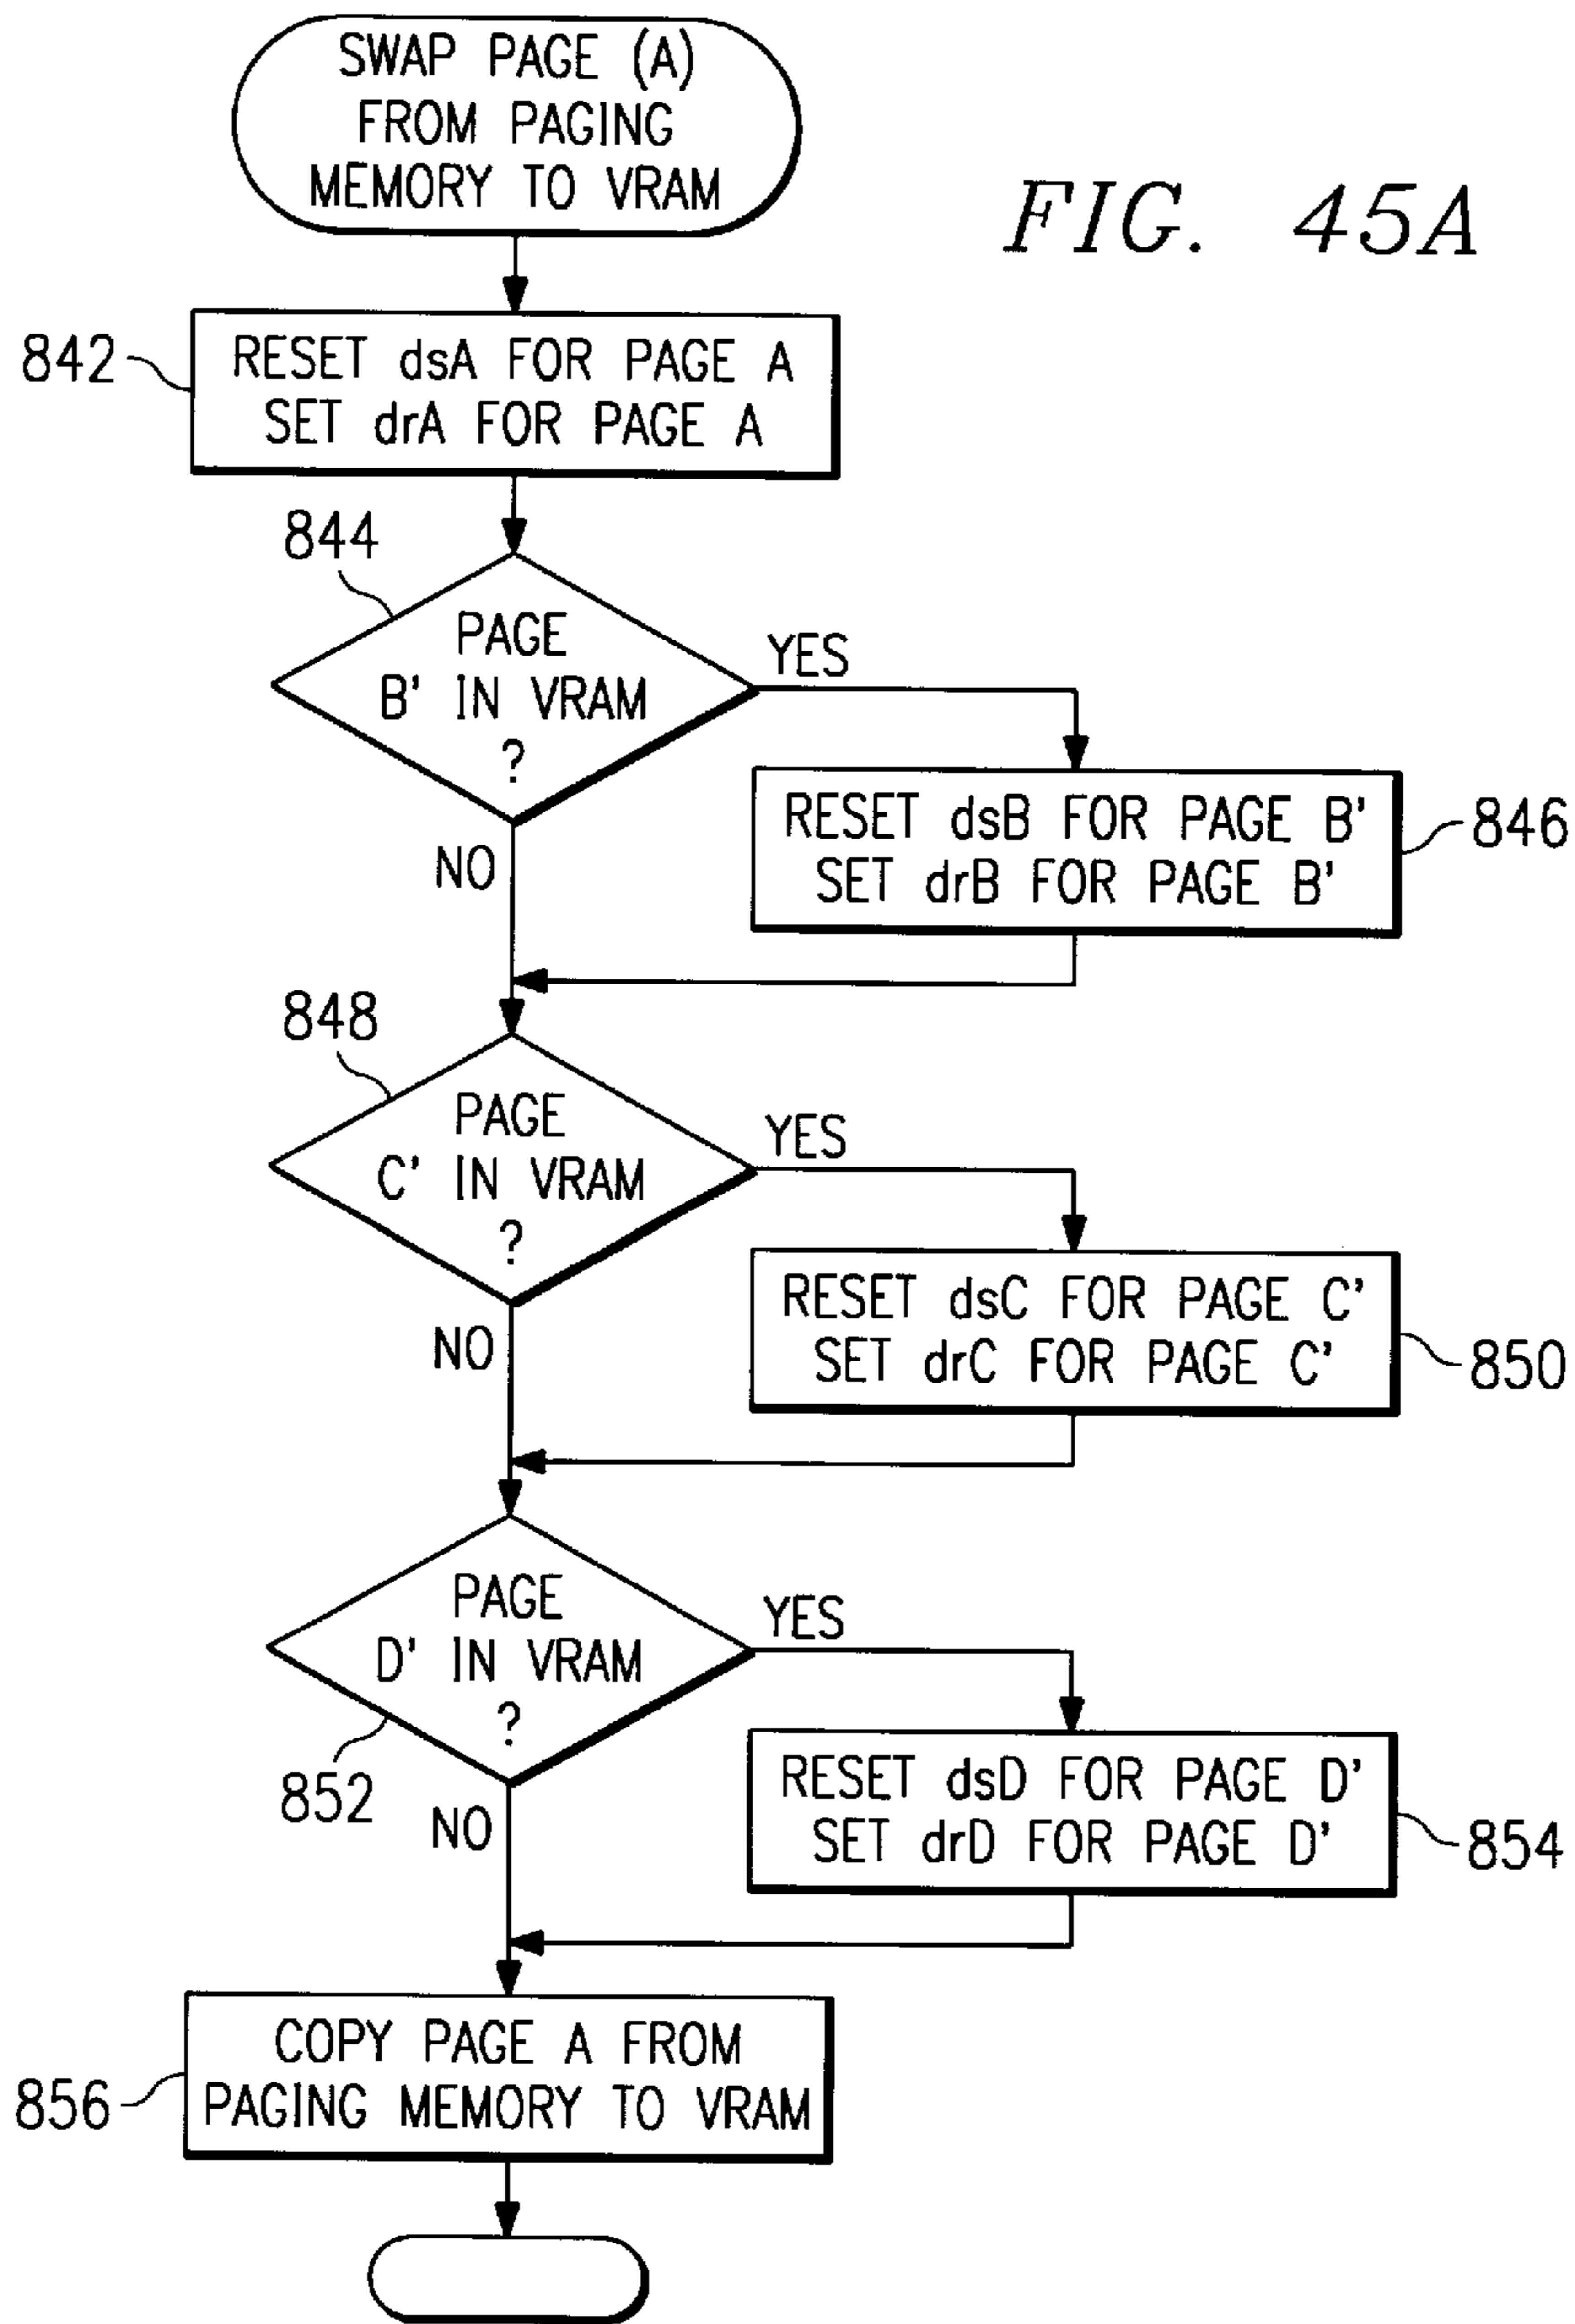 SWAP PAGE (A)
FROM PAGING
MEMORY TO VRAM
FIG. 45A
842
RESET dsA FOR PAGE A
SET drA FOR PAGE A
844
PAGE
B' IN VRAM
?
YES
NO
RESET dsB FOR PAGE B'
SET drB FOR PAGE B'
846
848
PAGE
C' IN VRAM
?
YES
NO
RESET dsC FOR PAGE C'
SET drC FOR PAGE C'
850
PAGE
D' IN VRAM
?
YES
852
NO
RESET dsD FOR PAGE D'
SET drD FOR PAGE D'
854
COPY PAGE A FROM
PAGING MEMORY TO VRAM
856